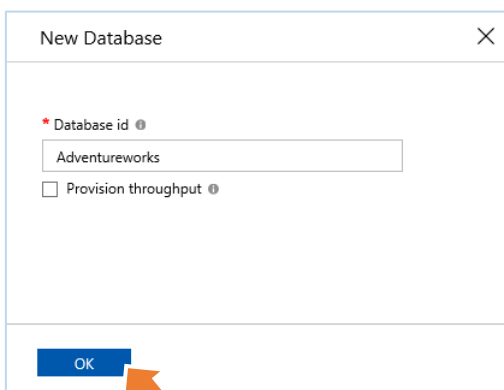 New Database
* Database id
Adventureworks
Provision throughput
OK